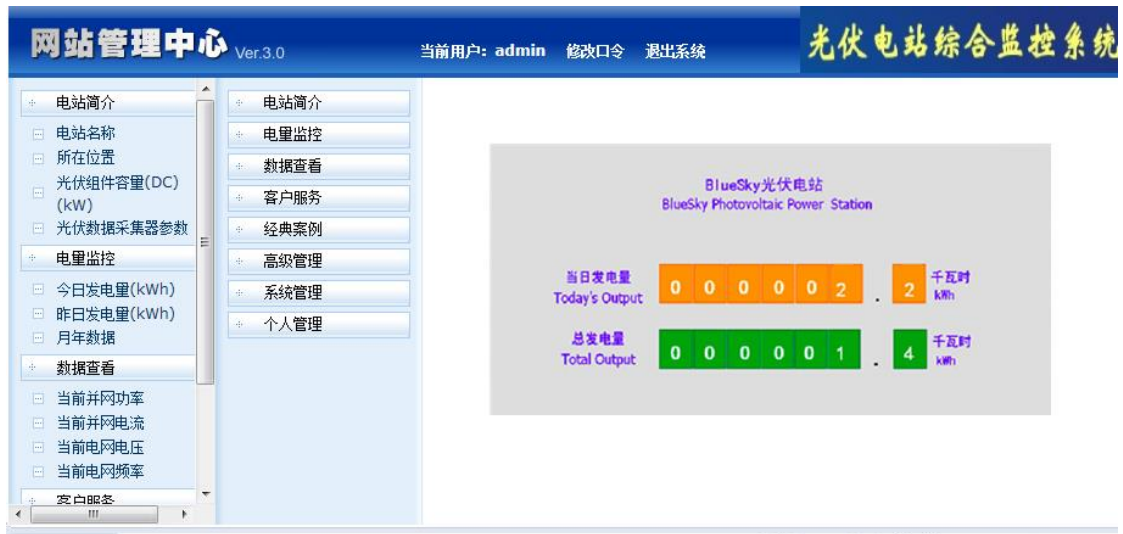 网站管理中心 Ver.3.0
当前用户: admin 修改口令 退出系统
光伏电站综合监控系统
电站简介
电站名称
所在位置
光伏组件容量(DC)
(kW)
光伏数据采集器参数
电量监控
今日发电量(kWh)
昨日发电量(kWh)
月年数据
数据查看
当前并网功率
当前并网电流
当前电网电压
当前电网频率
客户服务
电站简介
电量监控
数据查看
客户服务
经典案例
高级管理
系统管理
个人管理
BlueSky光伏电站
BlueSky Photovoltaic Power Station
当日发电量
Today's Output
0 0 0 0 0 2 . 2
千瓦时
kWh
总发电量
Total Output
0 0 0 0 0 1 . 4
千瓦时
kWh